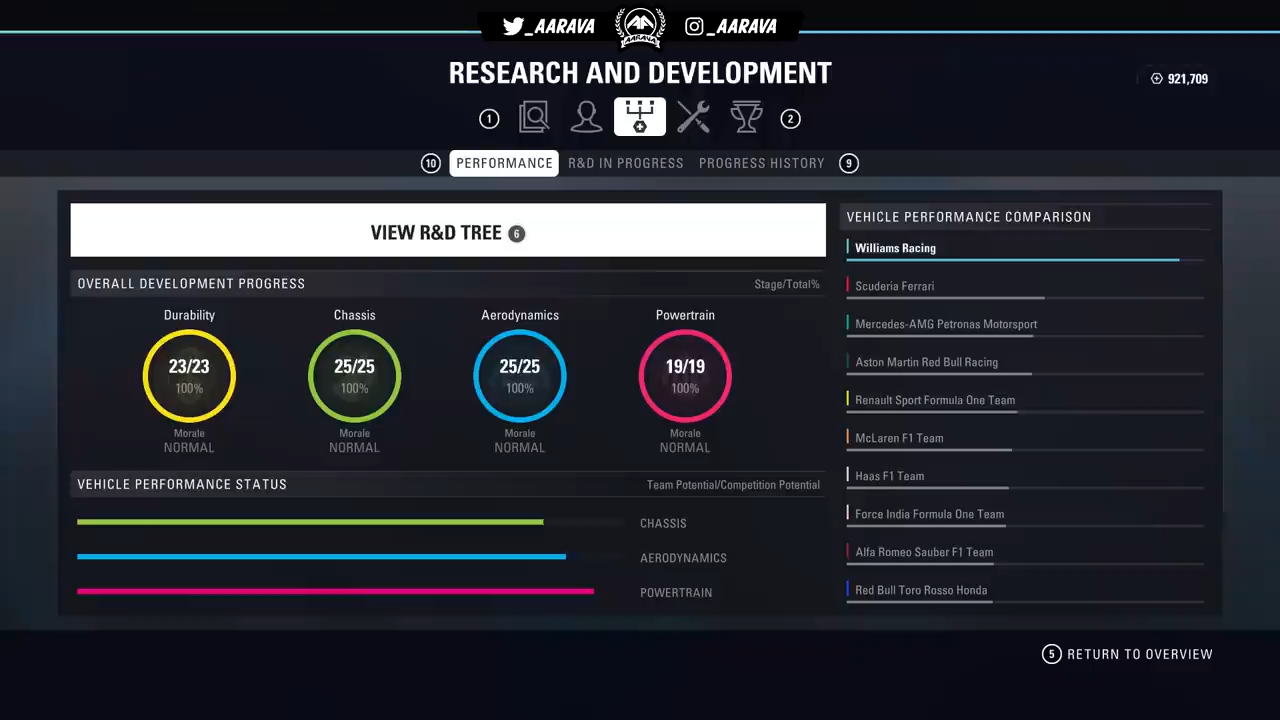 _AARAVA
AARAVA
_AARAVA
RESEARCH AND DEVELOPMENT
921,709
1
2
10
PERFORMANCE
R&D IN PROGRESS
PROGRESS HISTORY
9
VIEW R&D TREE 6
OVERALL DEVELOPMENT PROGRESS
Stage/Total%
Durability
Chassis
Aerodynamics
Powertrain
23/23
25/25
25/25
19/19
100%
100%
100%
100%
Morale
Morale
Morale
Morale
NORMAL
NORMAL
NORMAL
NORMAL
VEHICLE PERFORMANCE STATUS
Team Potential/Competition Potential
CHASSIS
AERODYNAMICS
POWERTRAIN
VEHICLE PERFORMANCE COMPARISON
Williams Racing
Scuderia Ferrari
Mercedes-AMG Petronas Motorsport
Aston Martin Red Bull Racing
Renault Sport Formula One Team
McLaren F1 Team
Haas F1 Team
Force India Formula One Team
Alfa Romeo Sauber F1 Team
Red Bull Toro Rosso Honda
5 RETURN TO OVERVIEW